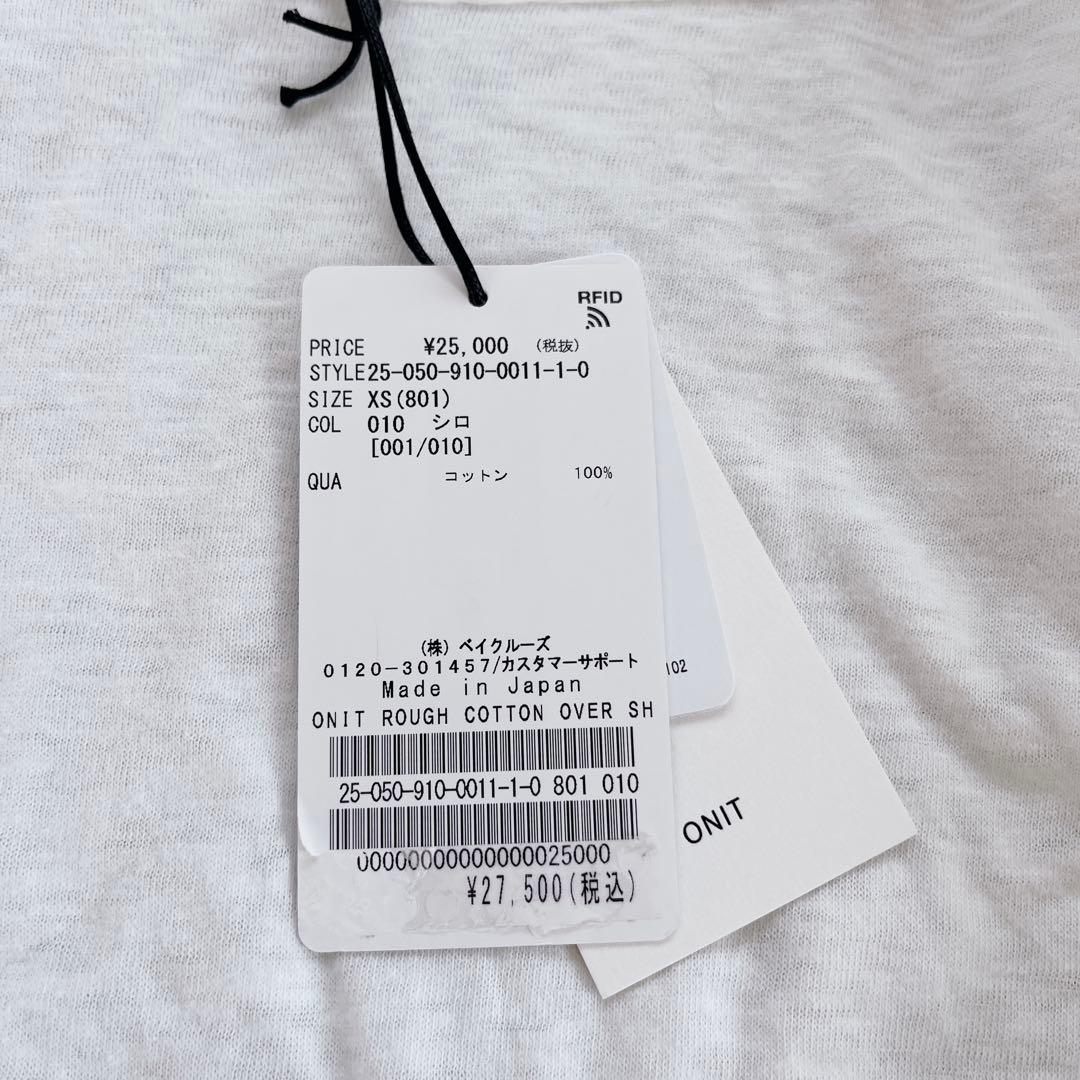 RFID
PRICE ¥25,000 (税抜)
STYLE 25-050-910-0011-1-0
SIZE XS(801)
COL 010 シロ
[001/010]
QUA コットン 100%
(株) ベイクルーズ
0120-301457/カスタマーサポート
Made in Japan
ONIT ROUGH COTTON OVER SH
25-050-910-0011-1-0 801 010
0000000000000025000
¥27,500(税込)
102
ONIT